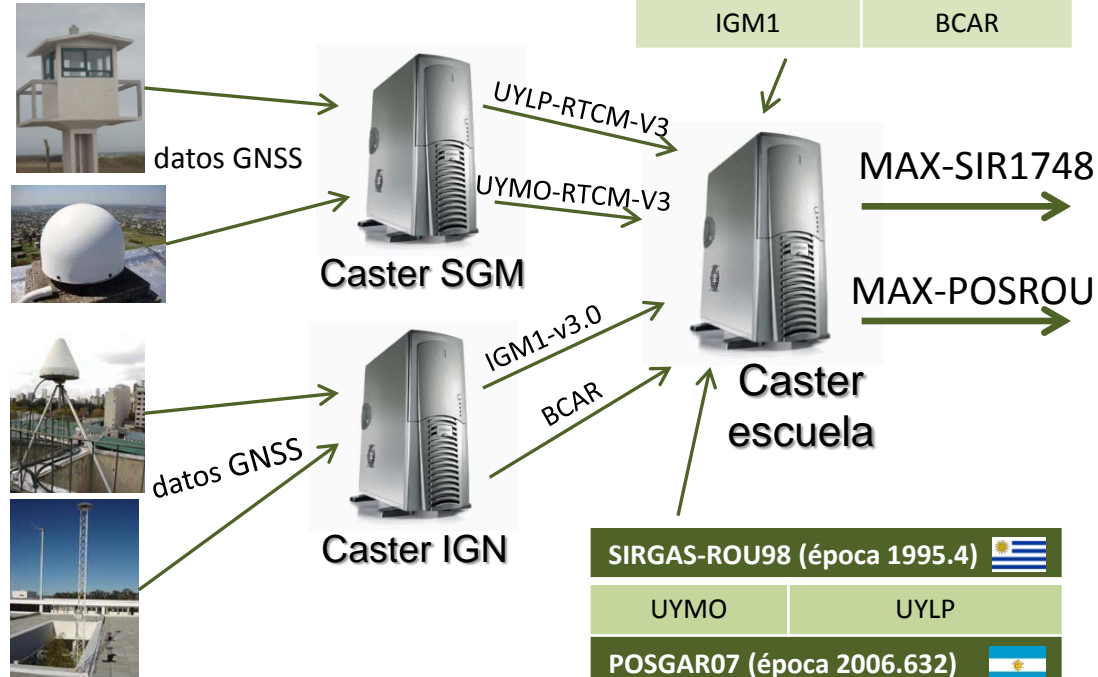 IGM1
BCAR
UYLP-RTCM-V3
datos GNSS
UYMO-RTCM-V3
MAX-SIR1748
Caster SGM
MAX-POSROU
IGM1-v3.0
BCAR
Caster
escuela
datos GNSS
Caster IGN
SIRGAS-ROU98 (época 1995.4)
UYMO
UYLP
POSGAR07 (época 2006.632)